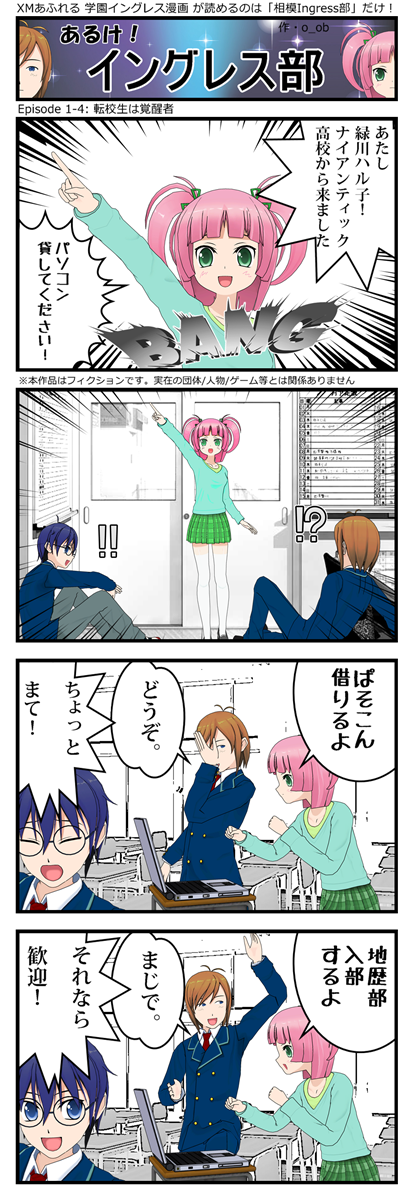 XMあふれる 学園イングレス漫画 が読めるのは「相模Ingress部」だけ！
作・o_ob
あるけ！
イングレス部
Episode 1-4: 転校生は覚醒者
あたし
緑川ハル子！
ナイアンティック
高校から来ました
パソコン
貸してください！
BANG
※本作品はフィクションです。実在の団体/人物/ゲーム等とは関係ありません
!?
!!
ぱそこん
借りるよ
どうぞ。
ちょっと
まて！
地歴部
入部
するよ
まじで。
それなら
歓迎！